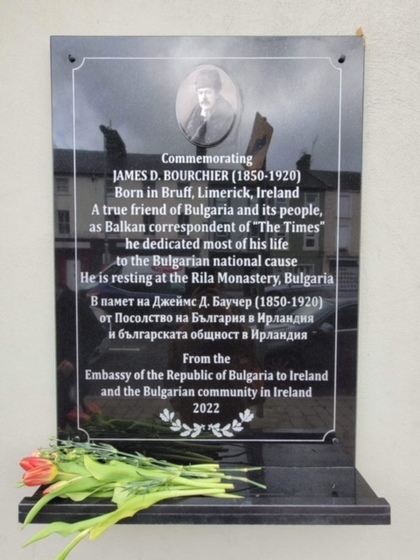 Commemorating
JAMES D. BOURCHIER (1850-1920)
Born in Bruff, Limerick, Ireland
A true friend of Bulgaria and its people,
as Balkan correspondent of "The Times"
he dedicated most of his life
to the Bulgarian national cause
He is resting at the Rila Monastery, Bulgaria
В памет на Джеймс Д. Баучер (1850-1920)
от Посолство на България в Ирландия
и българската общност в Ирландия
From the
Embassy of the Republic of Bulgaria to Ireland
and the Bulgarian community in Ireland
2022